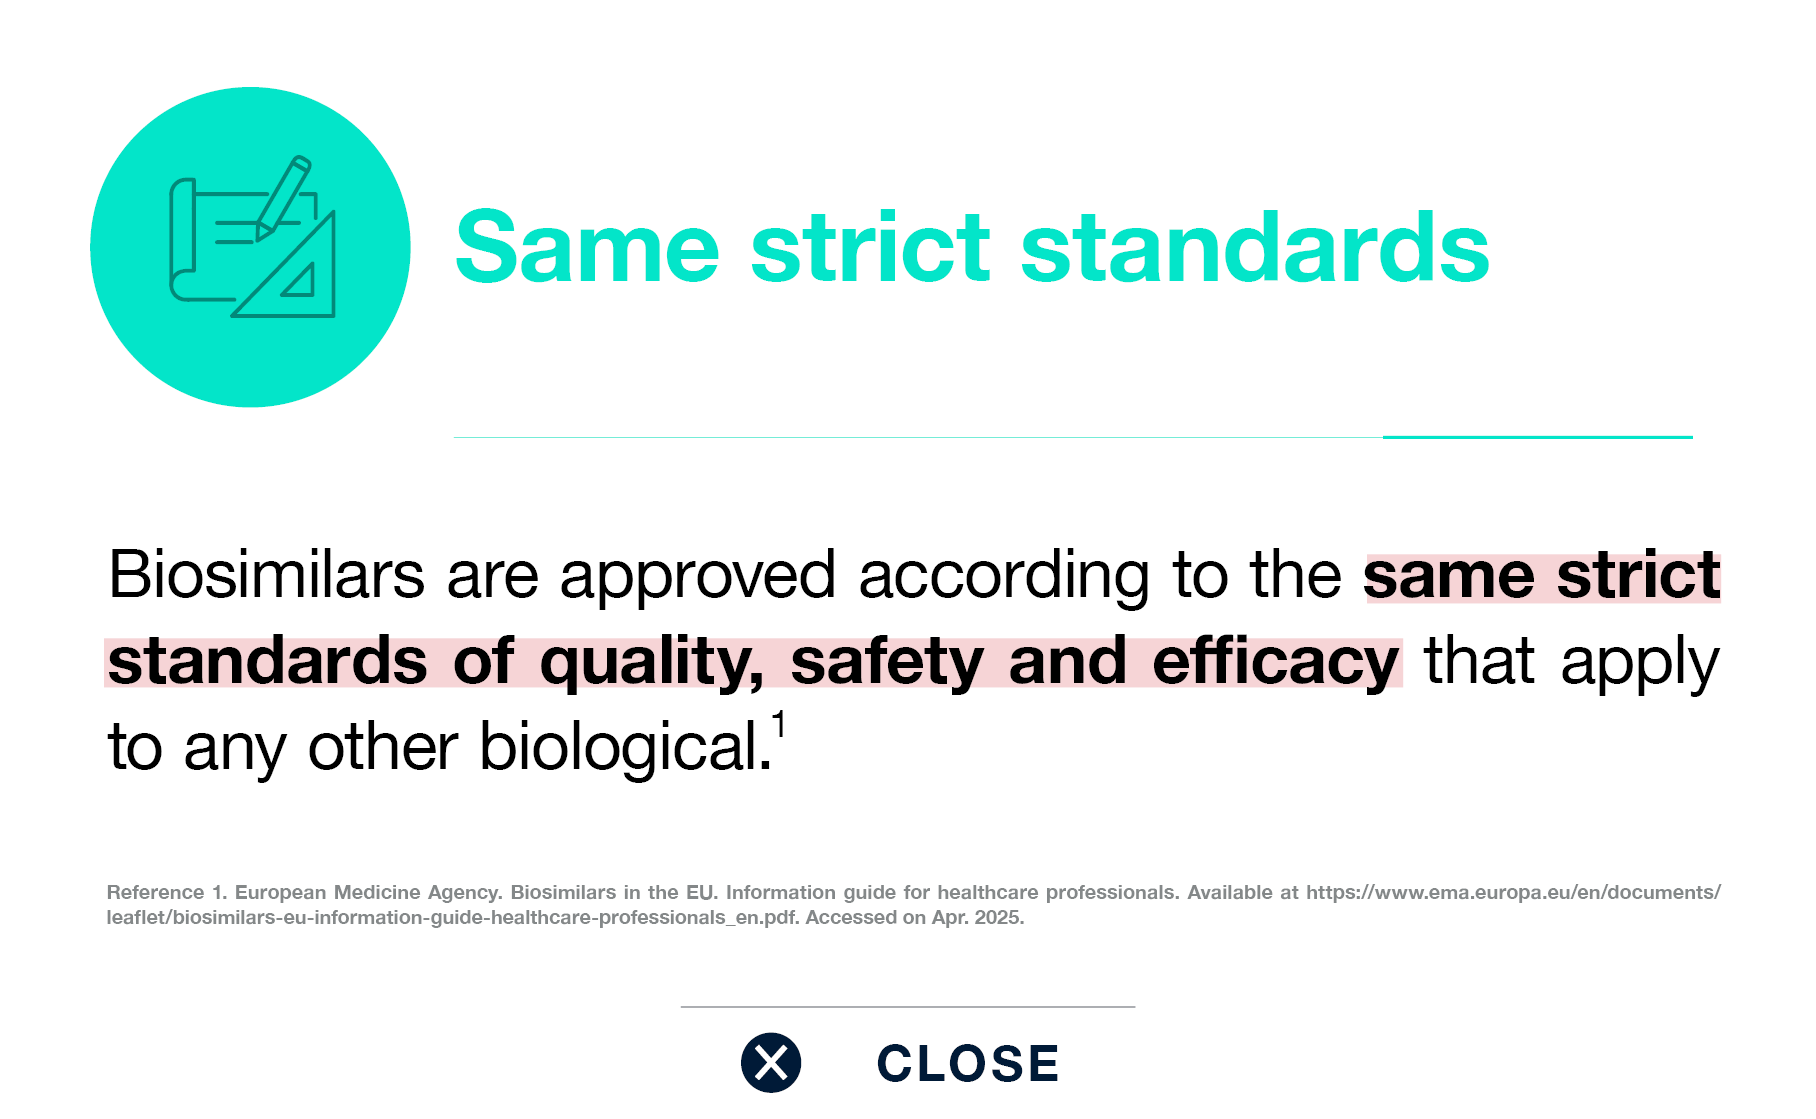 Same strict standards
Biosimilars are approved according to the same strict
standards of quality, safety and efficacy that apply
to any other biological.¹
Reference 1. European Medicine Agency. Biosimilars in the EU. Information guide for healthcare professionals. Available at https://www.ema.europa.eu/en/documents/
leaflet/biosimilars-eu-information-guide-healthcare-professionals_en.pdf. Accessed on Apr. 2025.
CLOSE